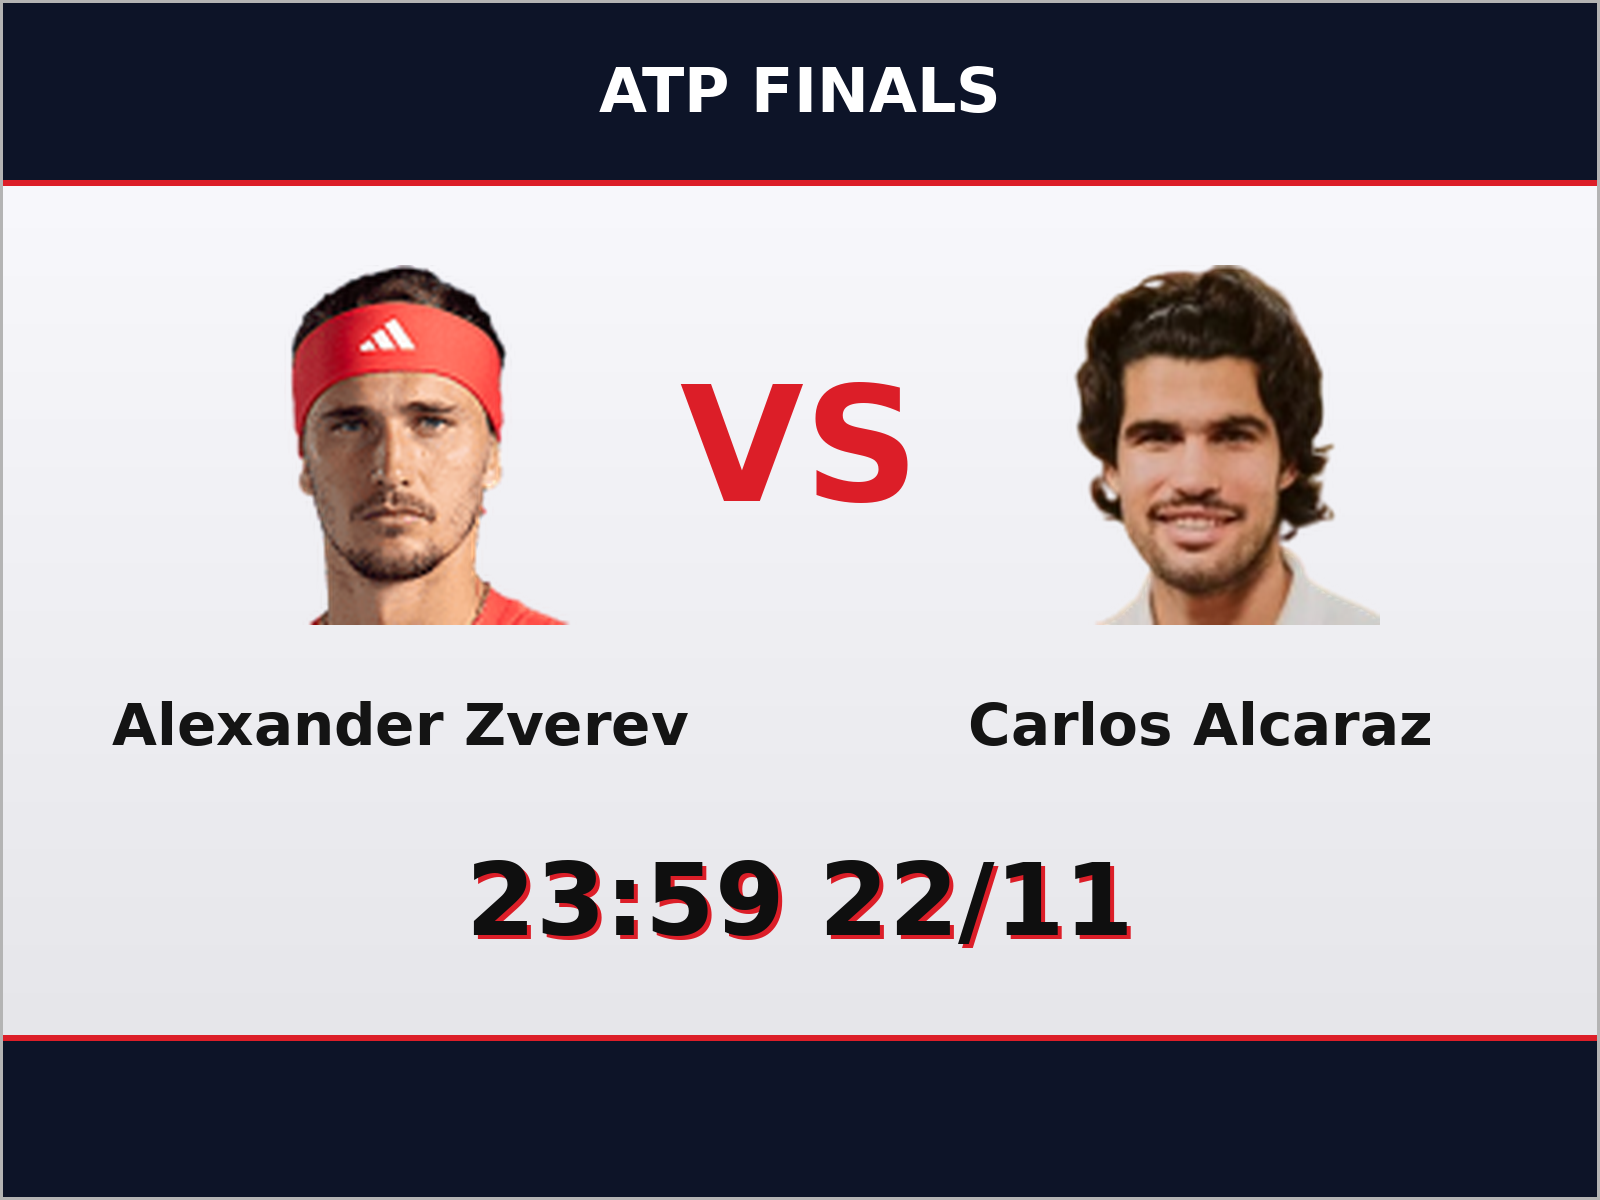 ATP FINALS
VS
Alexander Zverev
Carlos Alcaraz
23:59 22/11